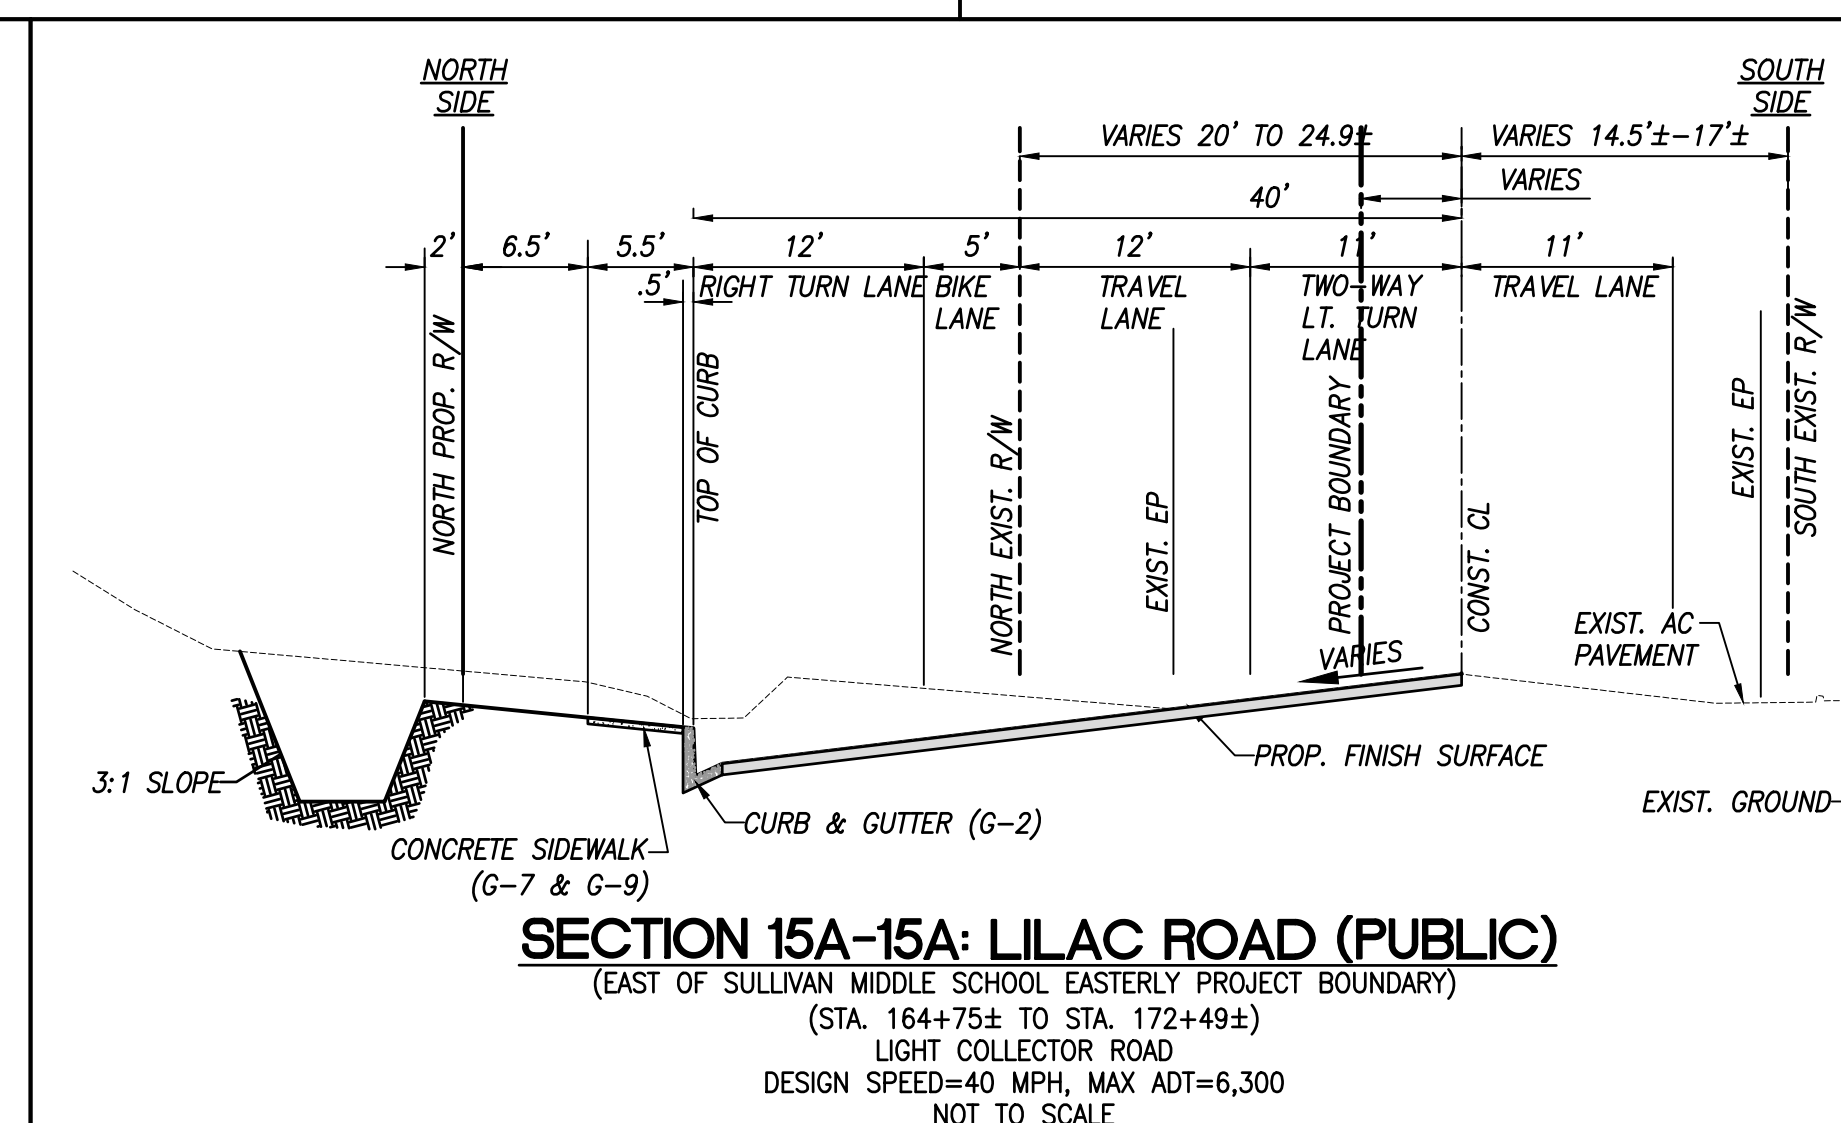 NORTH
SIDE
SOUTH
SIDE
VARIES 20' TO 24.9±
VARIES 14.5'±-17'±
VARIES
40'
2'
6.5'
5.5'
12'
5'
12'
11'
11'
.5'
RIGHT TURN LANE
BIKE
LANE
TRAVEL
LANE
TWO-WAY
LT. TURN
LANE
TRAVEL LANE
NORTH PROP. R/W
TOP OF CURB
NORTH EXIST. R/W
EXIST. EP
PROJECT BOUNDARY
CONST. CL
EXIST. EP
SOUTH EXIST. R/W
VARIES
EXIST. AC
PAVEMENT
3:1 SLOPE
PROP. FINISH SURFACE
EXIST. GROUND
CURB & GUTTER (G-2)
CONCRETE SIDEWALK
(G-7 & G-9)
SECTION 15A-15A: LILAC ROAD (PUBLIC)
(EAST OF SULLIVAN MIDDLE SCHOOL EASTERLY PROJECT BOUNDARY)
(STA. 164+75± TO STA. 172+49±)
LIGHT COLLECTOR ROAD
DESIGN SPEED=40 MPH, MAX ADT=6,300
NOT TO SCALE